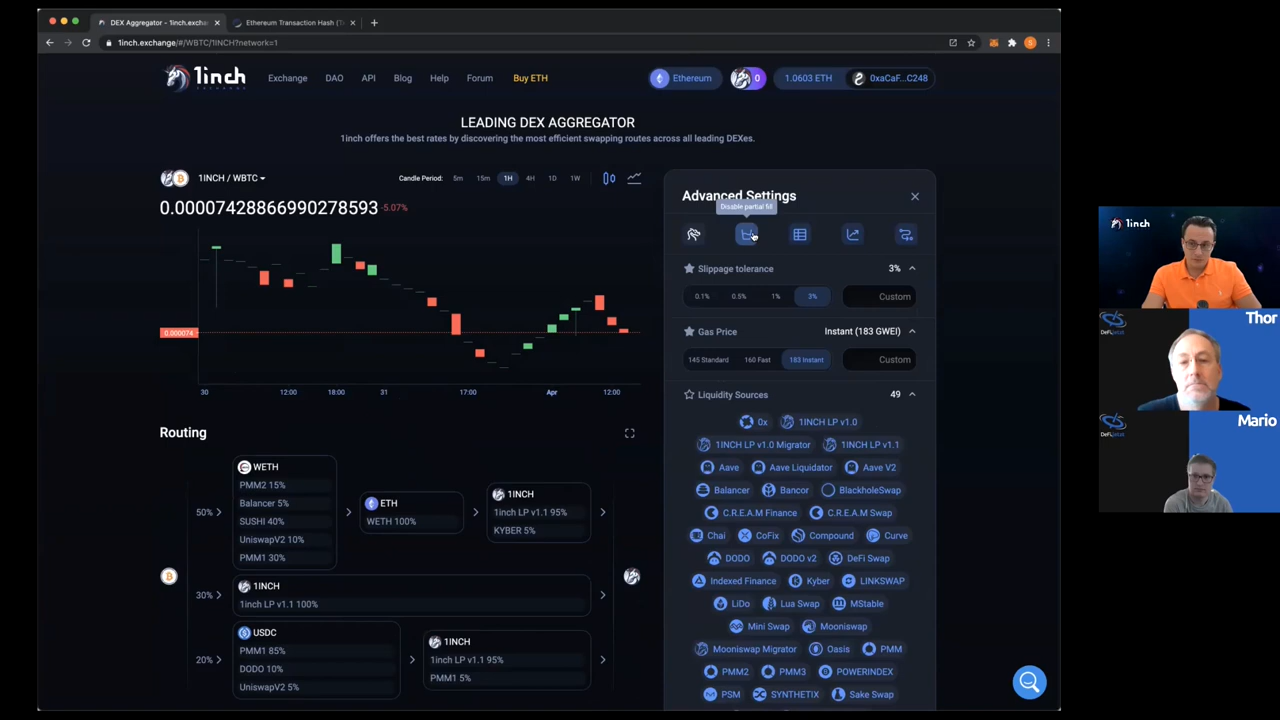 DEX Aggregator - 1inch.exchan
Ethereum Transaction Hash (T
1inch.exchange/#/WBTC/1INCH?network=1
1inch
EXCHANGE
Exchange
DAO
API
Blog
Help
Forum
Buy ETH
Ethereum
0
1.0603 ETH
0xaCaF...C248
LEADING DEX AGGREGATOR
1inch offers the best rates by discovering the most efficient swapping routes across all leading DEXes.
1INCH / WBTC
Candle Period:
5m
15m
1H
4H
1D
1W
0.00007428866990278593
-5.07%
0.000074
30
12:00
18:00
31
17:00
Apr
12:00
Routing
50%
WETH
PMM2 15%
Balancer 5%
SUSHI 40%
UniswapV2 10%
PMM1 30%
ETH
WETH 100%
1INCH
1inch LP v1.1 95%
KYBER 5%
30%
1INCH
1inch LP v1.1 100%
20%
USDC
PMM1 85%
DODO 10%
UniswapV2 5%
1INCH
1inch LP v1.1 95%
PMM1 5%
Advanced Settings
Disable partial fill
Slippage tolerance
3%
0.1%
0.5%
1%
3%
Custom
Gas Price
Instant (183 GWEI)
145 Standard
160 Fast
183 Instant
Custom
Liquidity Sources
49
0x
1INCH LP v1.0
1INCH LP v1.0 Migrator
1INCH LP v1.1
Aave
Aave Liquidator
Aave V2
Balancer
Bancor
BlackholeSwap
C.R.E.A.M Finance
C.R.E.A.M Swap
Chai
CoFix
Compound
Curve
DODO
DODO v2
DeFi Swap
Indexed Finance
Kyber
LINKSWAP
LiDo
Lua Swap
MStable
Mini Swap
Mooniswap
Mooniswap Migrator
Oasis
PMM
PMM2
PMM3
POWERINDEX
PSM
SYNTHETIX
Sake Swap
1inch
Thor
Mario